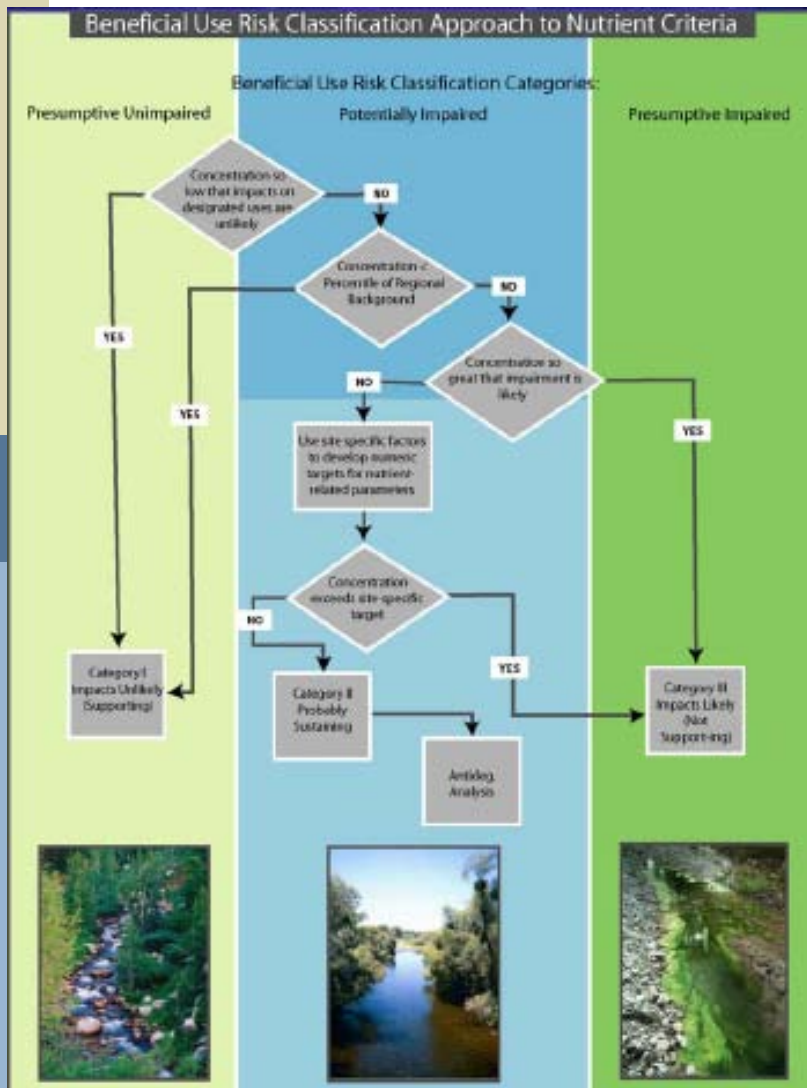 Beneficial Use Risk Classification Approach to Nutrient Criteria
Beneficial Use Risk Classification Categories:
Presumptive Unimpaired
Potentially Impaired
Presumptive Impaired
Concentration so
low that impacts on
designated uses are
unlikely
NO
Concentration <
Percentile of Regional
Background
NO
YES
Concentration so
great that impairment is
likely
NO
YES
YES
Use site specific factors
to develop numeric
targets for nutrient-
related parameters
Concentration
exceeds site-specific
target
NO
YES
Category I
Impacts Unlikely
(Supporting)
Category II
Probably
Sustaining
Category III
Impacts Likely
(Not
Support-ing)
Antideg.
Analysis